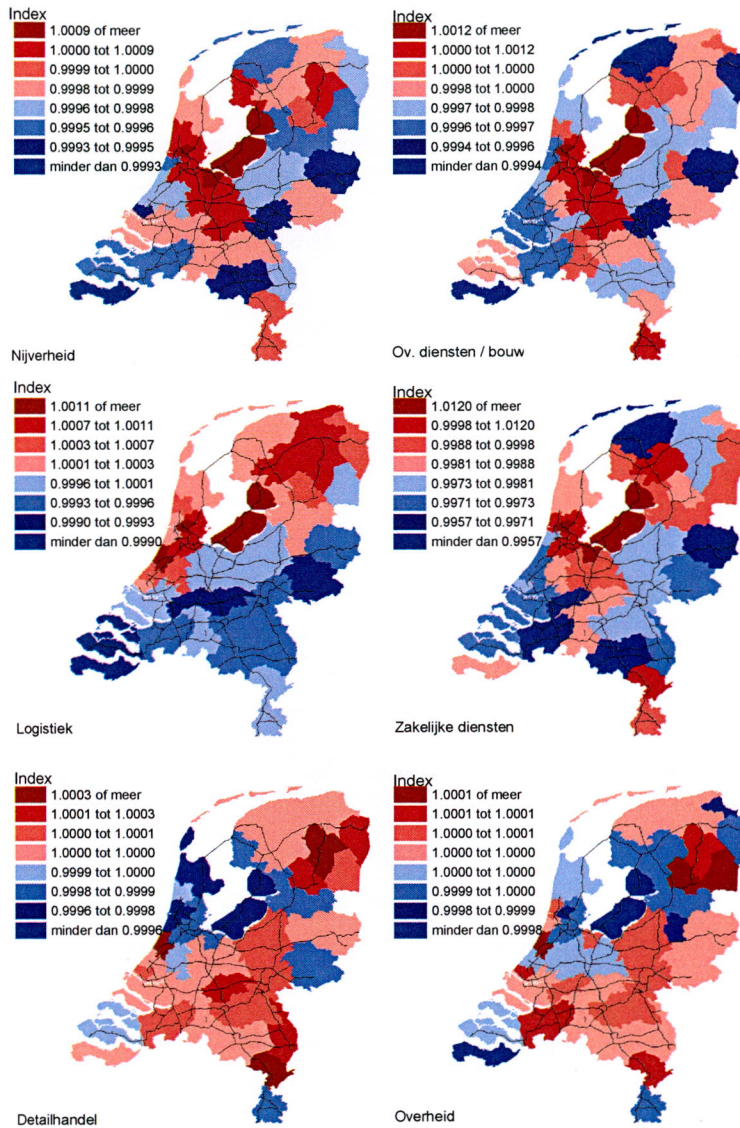 Index
1.0009 of meer
1.0000 tot 1.0009
0.9999 tot 1.0000
0.9998 tot 0.9999
0.9996 tot 0.9998
0.9995 tot 0.9996
0.9993 tot 0.9995
minder dan 0.9993
Nijverheid
Index
1.0012 of meer
1.0000 tot 1.0012
1.0000 tot 1.0000
0.9998 tot 1.0000
0.9997 tot 0.9998
0.9996 tot 0.9997
0.9994 tot 0.9996
minder dan 0.9994
Ov. diensten / bouw
Index
1.0011 of meer
1.0007 tot 1.0011
1.0003 tot 1.0007
1.0001 tot 1.0003
0.9996 tot 1.0001
0.9993 tot 0.9996
0.9990 tot 0.9993
minder dan 0.9990
Logistiek
Index
1.0120 of meer
0.9998 tot 1.0120
0.9988 tot 0.9998
0.9981 tot 0.9988
0.9973 tot 0.9981
0.9971 tot 0.9973
0.9957 tot 0.9971
minder dan 0.9957
Zakelijke diensten
Index
1.0003 of meer
1.0001 tot 1.0003
1.0000 tot 1.0001
1.0000 tot 1.0000
0.9999 tot 1.0000
0.9998 tot 0.9999
0.9996 tot 0.9998
minder dan 0.9996
Detailhandel
Index
1.0001 of meer
1.0001 tot 1.0001
1.0000 tot 1.0001
1.0000 tot 1.0000
1.0000 tot 1.0000
0.9999 tot 1.0000
0.9998 tot 0.9999
minder dan 0.9998
Overheid